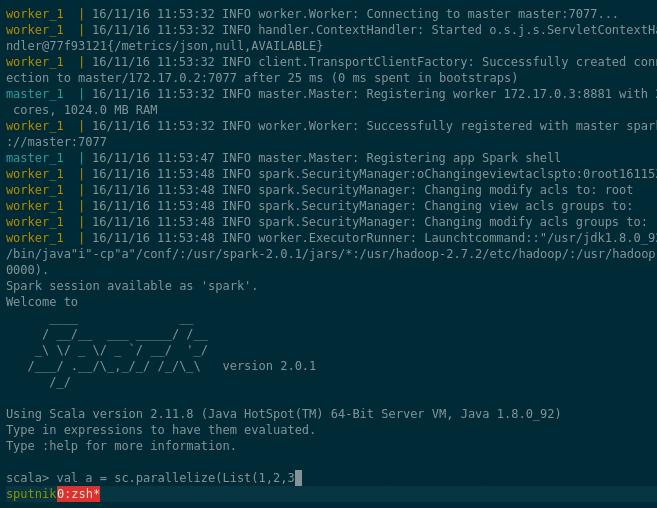 worker_1  | 16/11/16 11:53:32 INFO worker.Worker: Connecting to master master:7077...
worker_1  | 16/11/16 11:53:32 INFO handler.ContextHandler: Started o.s.j.s.ServletContextHa
ndler@77f93121{/metrics/json,null,AVAILABLE}
worker_1  | 16/11/16 11:53:32 INFO client.TransportClientFactory: Successfully created conn
ection to master/172.17.0.2:7077 after 25 ms (0 ms spent in bootstraps)
master_1  | 16/11/16 11:53:32 INFO master.Master: Registering worker 172.17.0.3:8881 with
 cores, 1024.0 MB RAM
worker_1  | 16/11/16 11:53:32 INFO worker.Worker: Successfully registered with master spark
://master:7077
master_1  | 16/11/16 11:53:47 INFO master.Master: Registering app Spark shell
worker_1  | 16/11/16 11:53:48 INFO spark.SecurityManager:oChangingeviewtaclspto:0root16115
worker_1  | 16/11/16 11:53:48 INFO spark.SecurityManager: Changing modify acls to: root
worker_1  | 16/11/16 11:53:48 INFO spark.SecurityManager: Changing view acls groups to:
worker_1  | 16/11/16 11:53:48 INFO spark.SecurityManager: Changing modify acls groups to:
worker_1  | 16/11/16 11:53:48 INFO worker.ExecutorRunner: Launchtcommand::"/usr/jdk1.8.0_92
/bin/java"i"-cp"a"/conf/:/usr/spark-2.0.1/jars/*:/usr/hadoop-2.7.2/etc/hadoop/:/usr/hadoop
0000).
Spark session available as 'spark'.
Welcome to
      ____              __
     / __/__  ___ _____/ /__
    _\ \/ _ \/ _ `/ __/  '_/
   /___/ .__/\_,_/_/ /_/\_\   version 2.0.1
      /_/
Using Scala version 2.11.8 (Java HotSpot(TM) 64-Bit Server VM, Java 1.8.0_92)
Type in expressions to have them evaluated.
Type :help for more information.
scala> val a = sc.parallelize(List(1,2,3
sputnik 0:zsh*